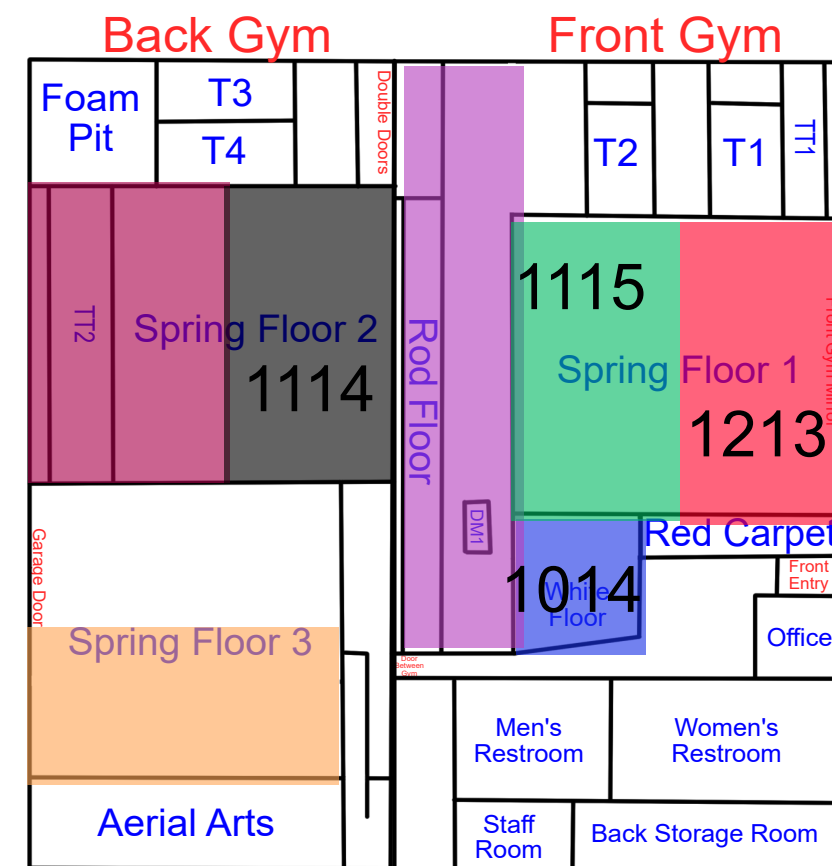 Back Gym
Front Gym
Foam
Pit
T3
T4
Double Doors
T2
T1
TT1
TT2
Spring Floor 2
1114
Rod Floor
DM1
1115
Spring Floor 1
1213
Front Gym Mirror
Red Carpet
1014
White
Floor
Front
Entry
Office
Garage Door
Spring Floor 3
Door
Between
Gym
Men's
Restroom
Women's
Restroom
Aerial Arts
Staff
Room
Back Storage Room